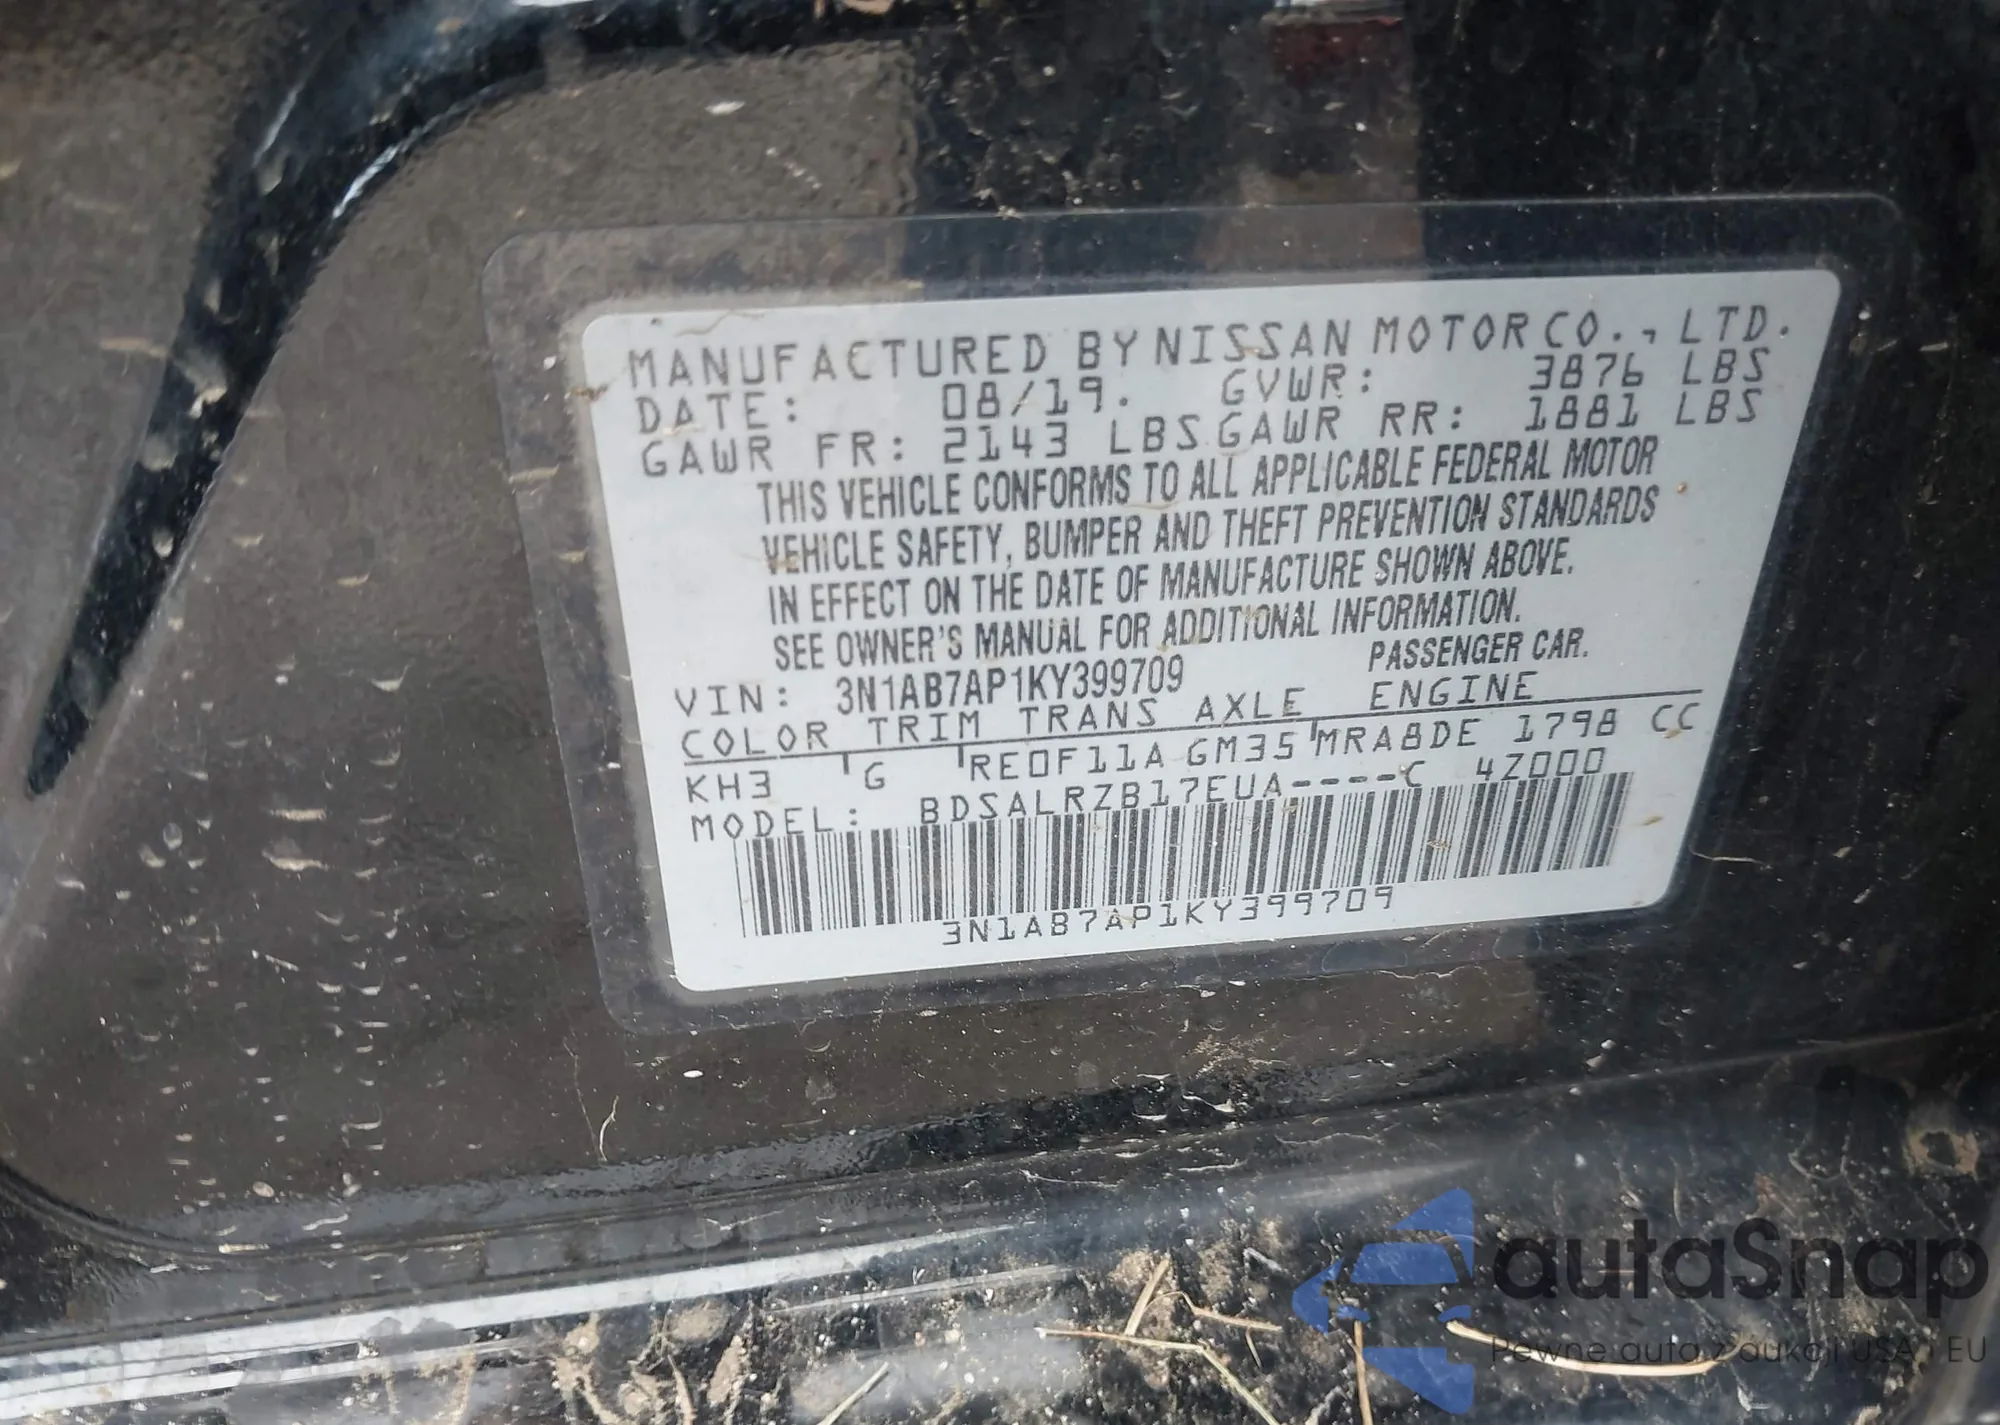 MANUFACTURED BY NISSAN MOTOR CO., LTD.
DATE: 08/19. GVWR: 3876 LBS
GAWR FR: 2143 LBS GAWR RR: 1881 LBS
THIS VEHICLE CONFORMS TO ALL APPLICABLE FEDERAL MOTOR
VEHICLE SAFETY, BUMPER AND THEFT PREVENTION STANDARDS
IN EFFECT ON THE DATE OF MANUFACTURE SHOWN ABOVE.
SEE OWNER'S MANUAL FOR ADDITIONAL INFORMATION.
VIN: 3N1AB7AP1KY399709 PASSENGER CAR.
COLOR TRIM TRANS AXLE ENGINE
KH3 G RE0F11A GM35 MRA8DE 1798 CC
MODEL: BDSALRZB17EUA----C 4Z000
3N1AB7AP1KY399709
autaSnap
Pewne auta z aukcji USA i EU